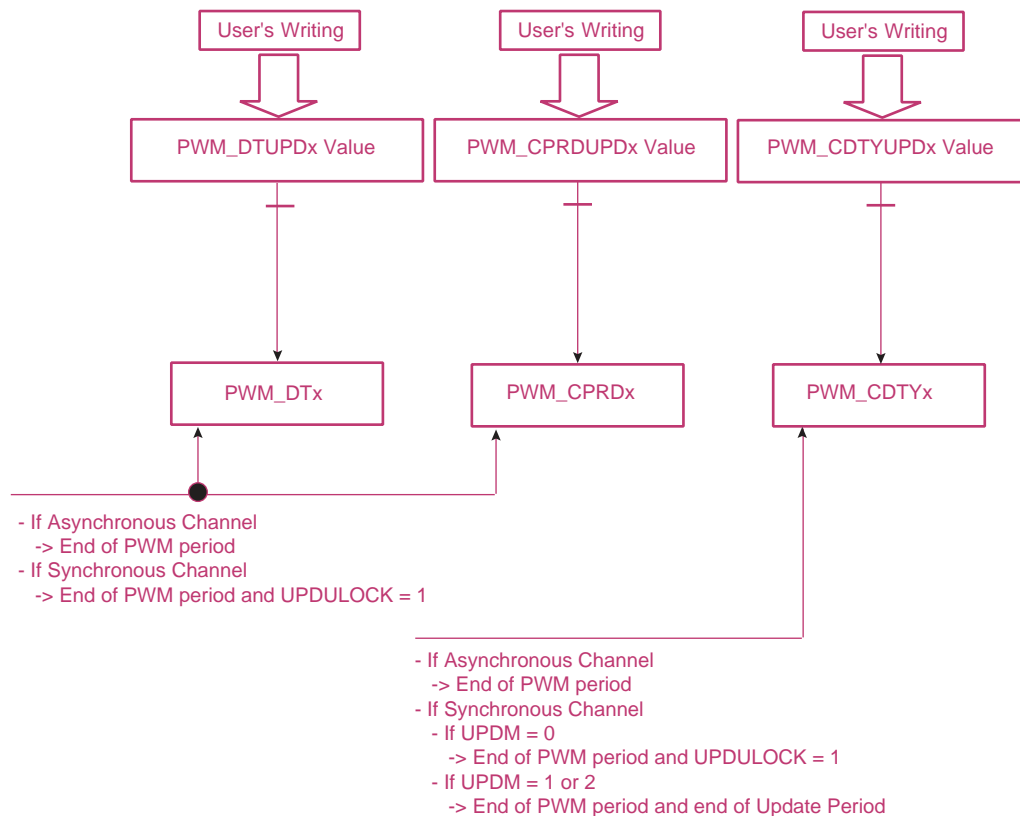 User's Writing
User's Writing
User's Writing
PWM_DTUPDx Value
PWM_CPRDUPDx Value
PWM_CDTYUPDx Value
PWM_DTx
PWM_CPRDx
PWM_CDTYx
- If Asynchronous Channel
-> End of PWM period
- If Synchronous Channel
-> End of PWM period and UPDULOCK = 1
- If Asynchronous Channel
-> End of PWM period
- If Synchronous Channel
- If UPDM = 0
-> End of PWM period and UPDULOCK = 1
- If UPDM = 1 or 2
-> End of PWM period and end of Update Period